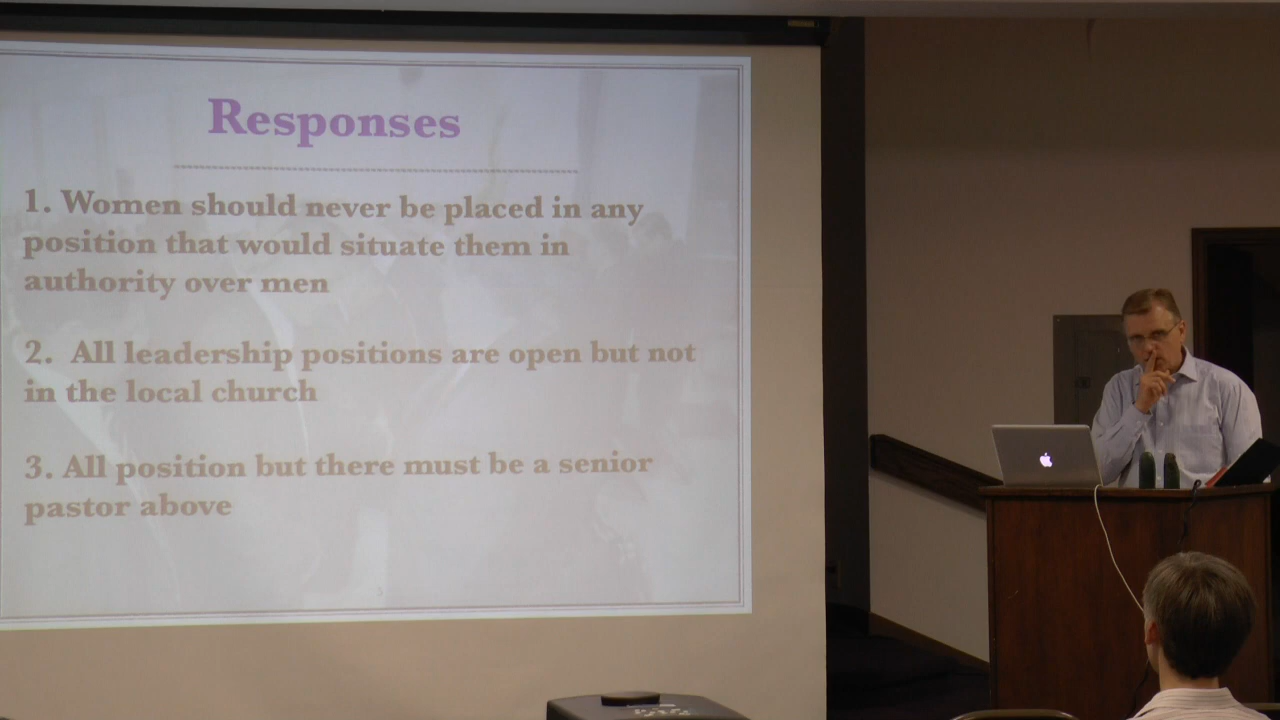 Responses
1. Women should never be placed in any
position that would situate them in
authority over men
2. All leadership positions are open but not
in the local church
3. All position but there must be a senior
pastor above
3